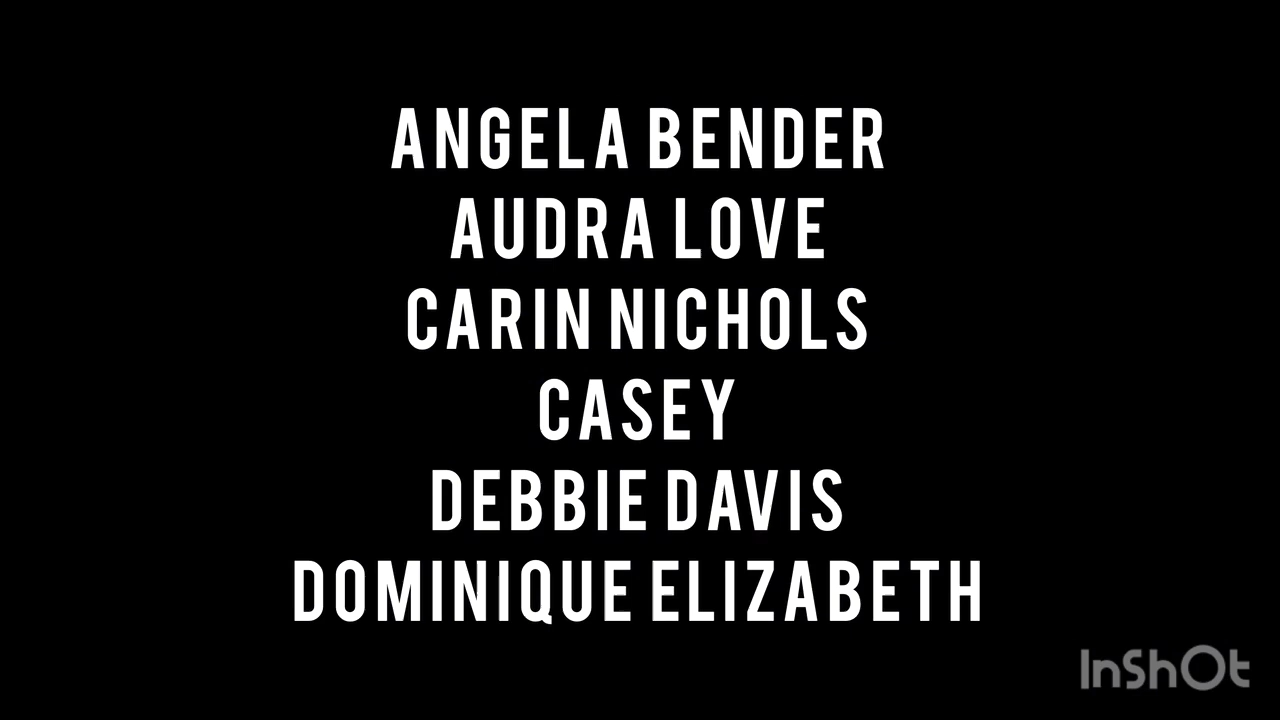 ANGELA BENDER
AUDRA LOVE
CARIN NICHOLS
CASEY
DEBBIE DAVIS
DOMINIQUE ELIZABETH
InShOt